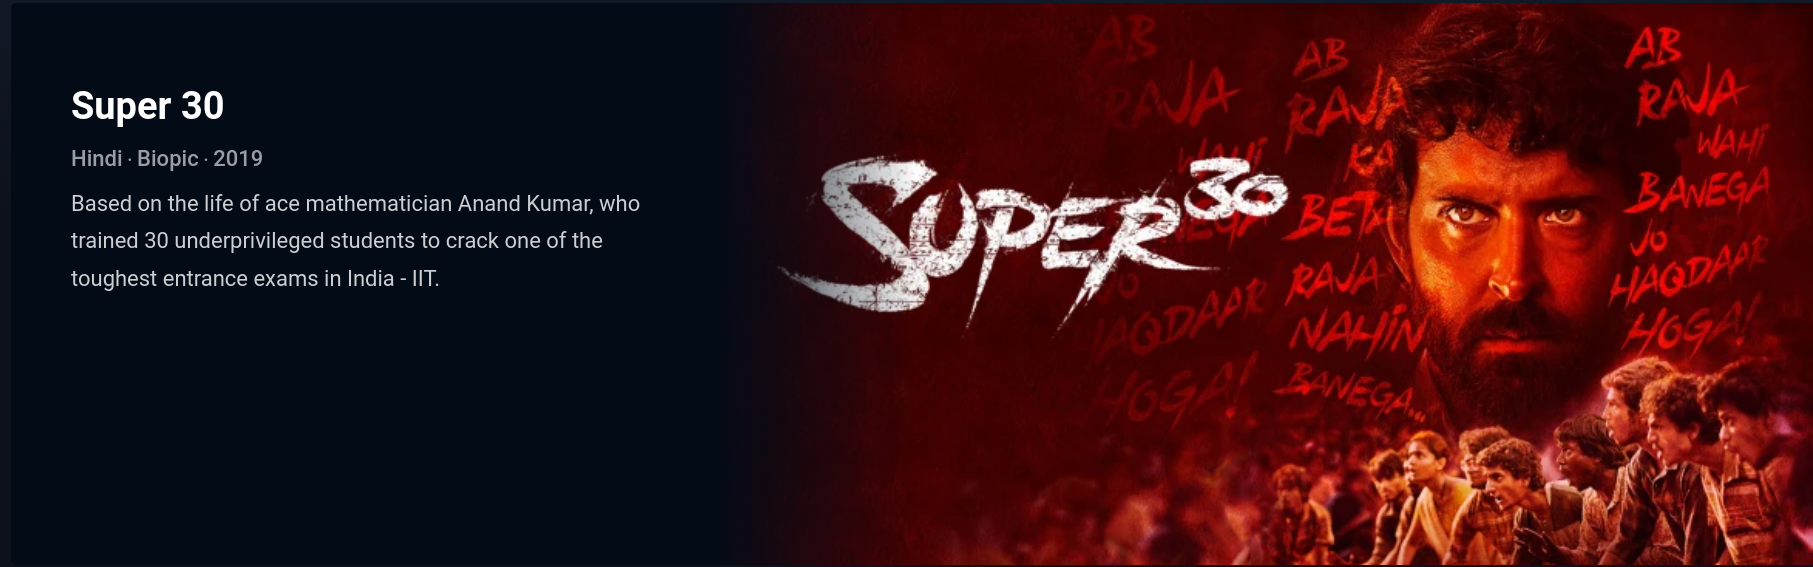 Super 30
Hindi · Biopic · 2019
Based on the life of ace mathematician Anand Kumar, who
trained 30 underprivileged students to crack one of the
toughest entrance exams in India - IIT.
SUPER 30
AB
RAJA
WAHI
JO
HAQDAAR
HOGA!
AB
RAJA
KA
BETA
RAJA
NAHIN
BANEGA...
AB
RAJA
WAHI
BANEGA
JO
HAQDAAR
HOGA!